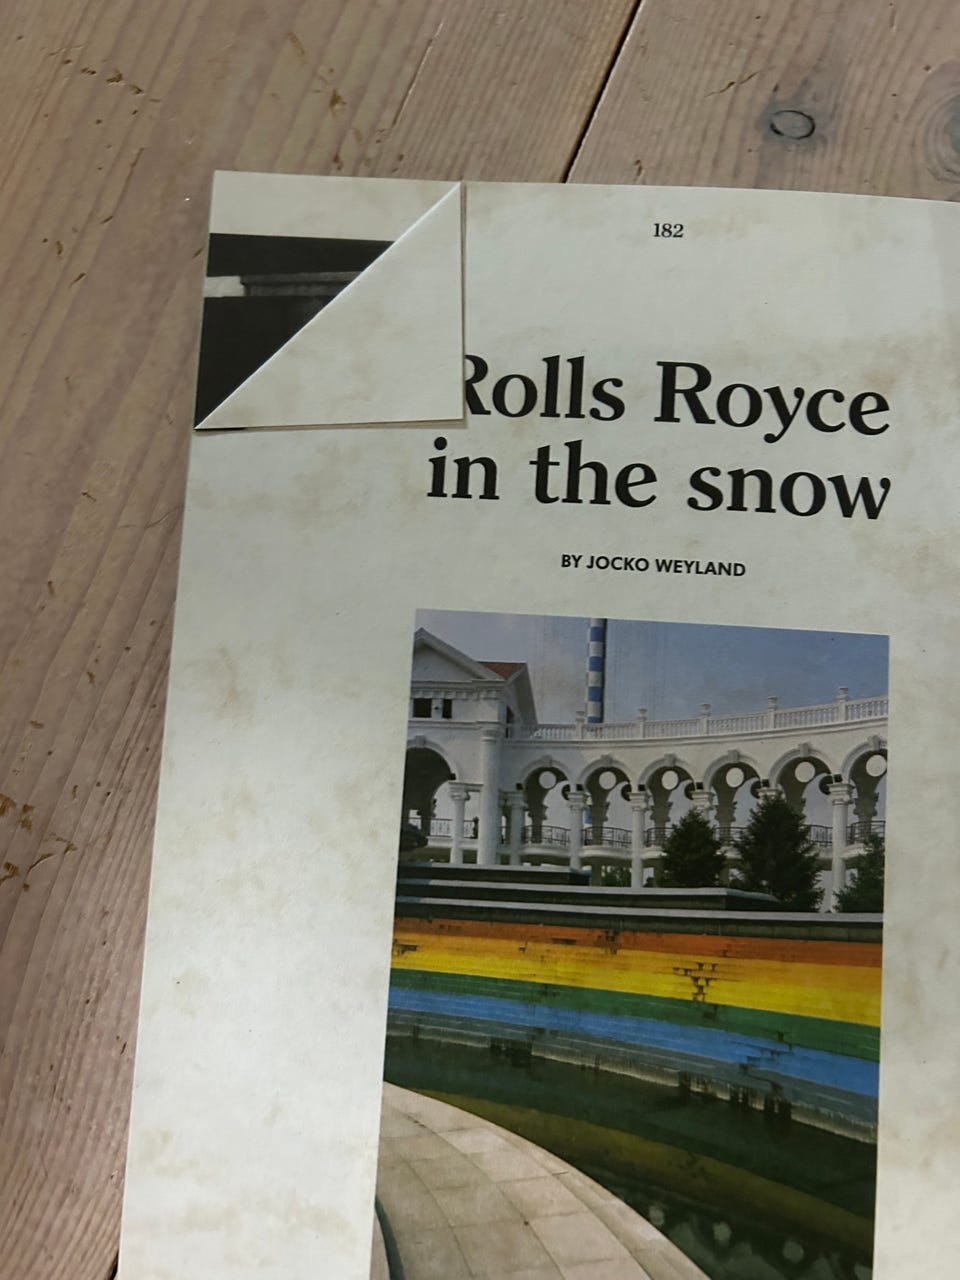 182
Rolls Royce
in the snow
BY JOCKO WEYLAND